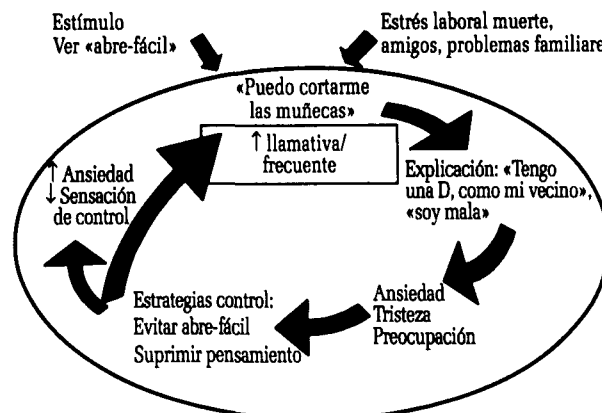 Estímulo
Ver «abre-fácil»
Estrés laboral muerte,
amigos, problemas familiare
«Puedo cortarme
las muñecas»
↑ llamativa/
frecuente
↑ Ansiedad
↓ Sensación
de control
Explicación: «Tengo
una D, como mi vecino»,
«soy mala»
Ansiedad
Tristeza
Preocupación
Estrategias control:
Evitar abre-fácil
Suprimir pensamiento